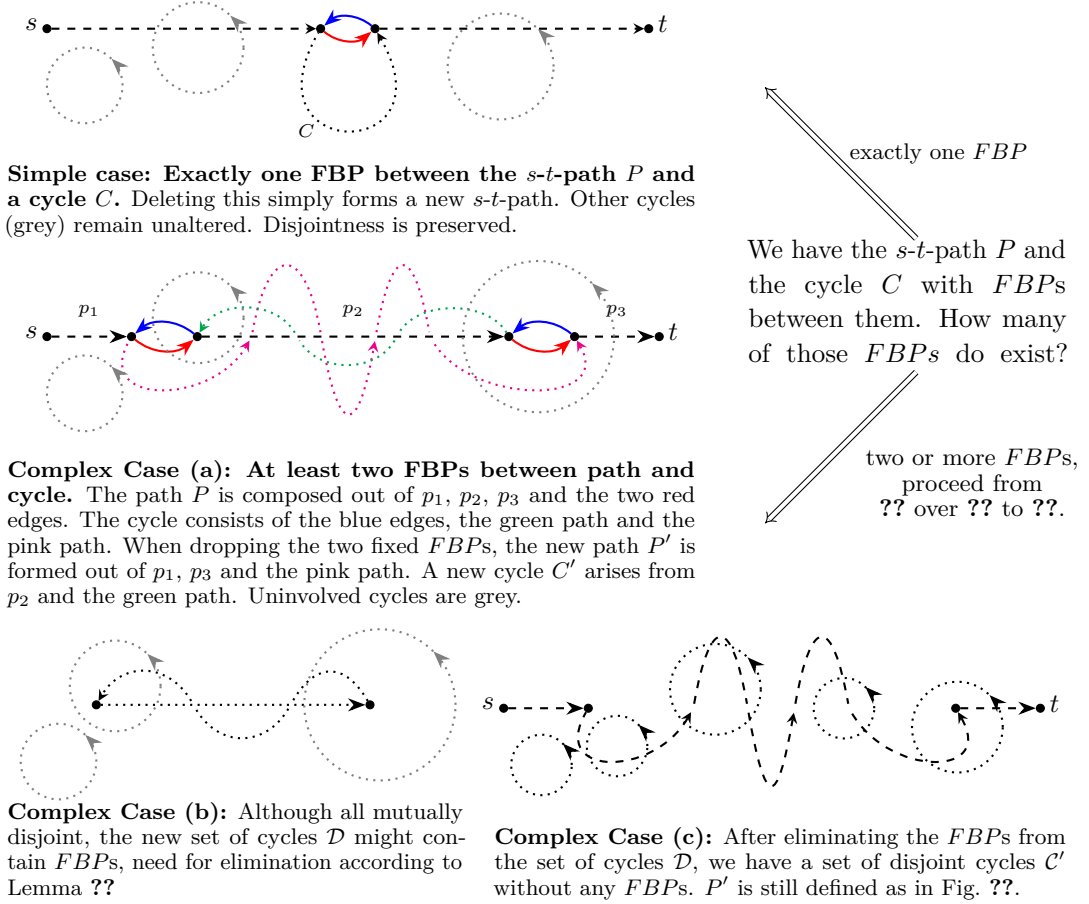 s
t
C
Simple case: Exactly one FBP between the s-t-path P and
a cycle C. Deleting this simply forms a new s-t-path. Other cycles
(grey) remain unaltered. Disjointness is preserved.
exactly one FBP
We have the s-t-path P and
the cycle C with FBPs
between them. How many
of those FBPs do exist?
two or more FBPs,
proceed from
?? over ?? to ??.
p1
p2
p3
s
t
Complex Case (a): At least two FBPs between path and
cycle. The path P is composed out of p1, p2, p3 and the two red
edges. The cycle consists of the blue edges, the green path and the
pink path. When dropping the two fixed FBPs, the new path P′ is
formed out of p1, p3 and the pink path. A new cycle C′ arises from
p2 and the green path. Uninvolved cycles are grey.
Complex Case (b): Although all mutually
disjoint, the new set of cycles 𝒟 might con-
tain FBPs, need for elimination according to
Lemma ??
s
t
Complex Case (c): After eliminating the FBPs from
the set of cycles 𝒟, we have a set of disjoint cycles 𝒞′
without any FBPs. P′ is still defined as in Fig. ??.